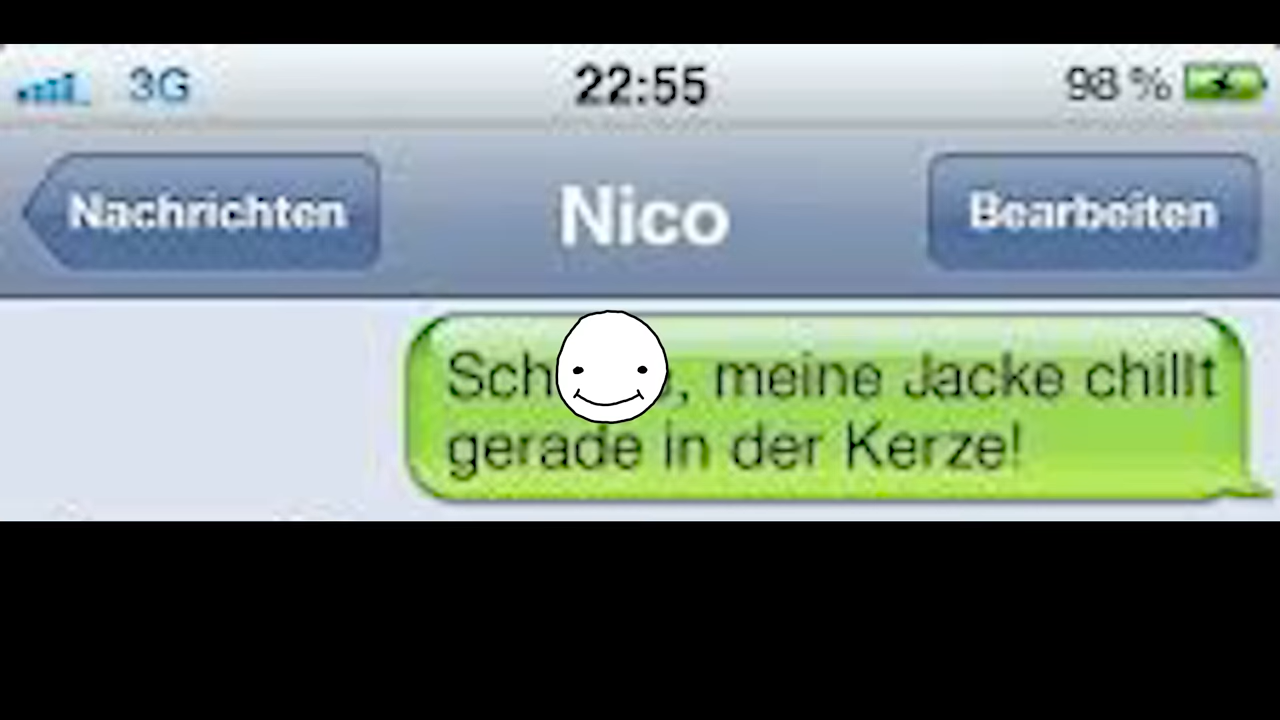 3G 22:55 98 %
Nachrichten Nico Bearbeiten
meine Jacke chillt
gerade in der Kerze!